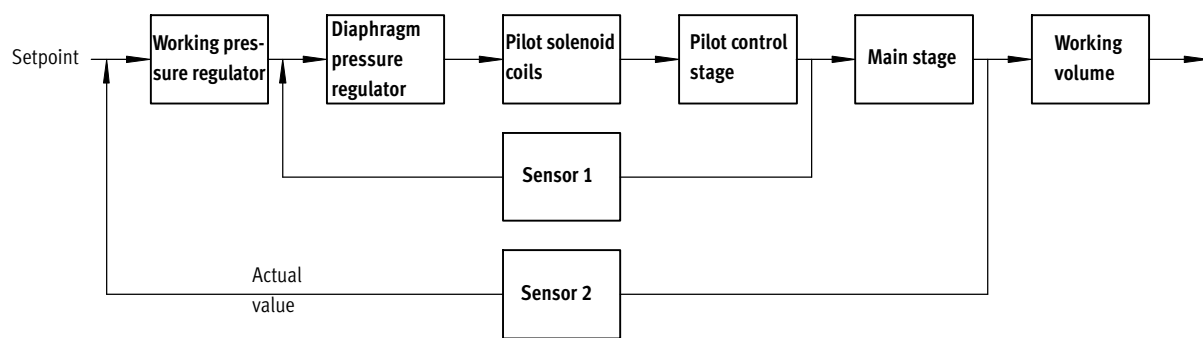 Setpoint
Working pres-
sure regulator
Diaphragm
pressure
regulator
Pilot solenoid
coils
Pilot control
stage
Main stage
Working
volume
Sensor 1
Actual
value
Sensor 2